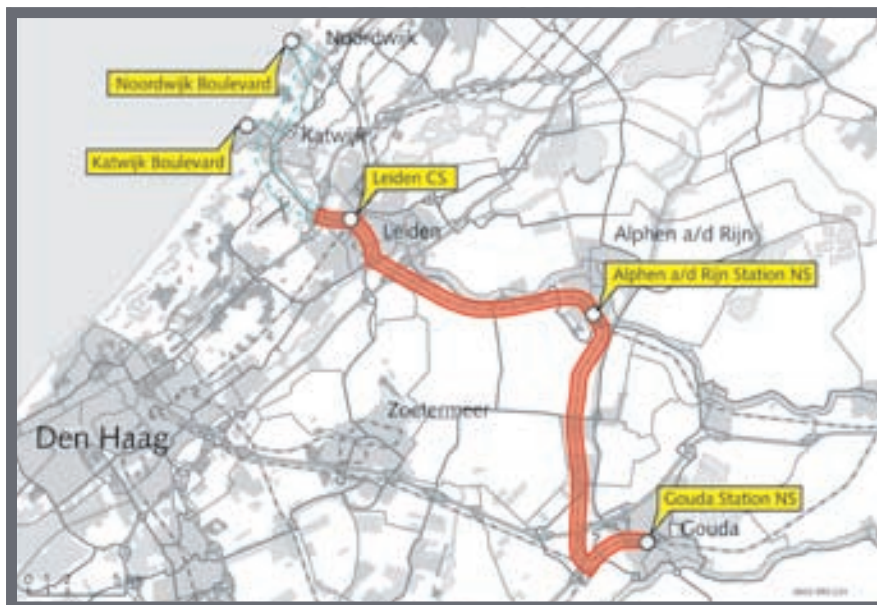 Noordwijk
Noordwijk Boulevard
Katwijk
Katwijk Boulevard
Leiden CS
Leiden
Alphen a/d Rijn
Alphen a/d Rijn Station NS
Zoetermeer
Den Haag
Gouda Station NS
Gouda